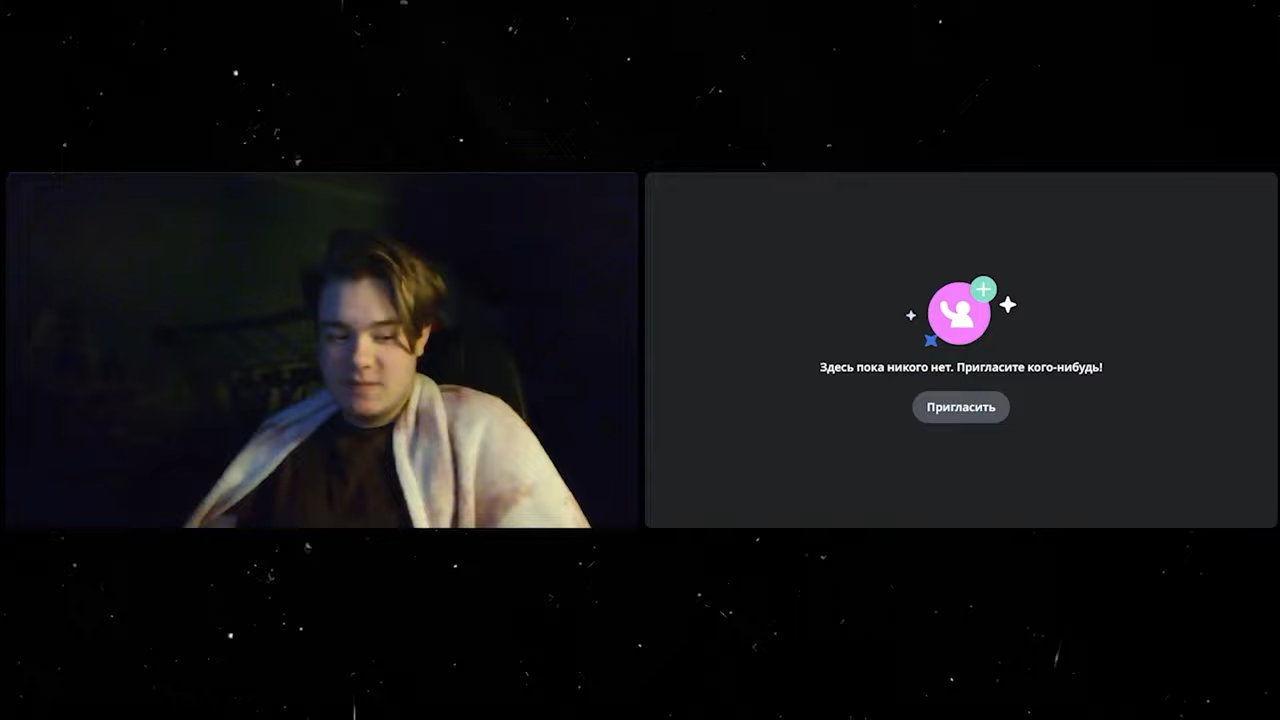 Здесь пока никого нет. Пригласите кого-нибудь!
Пригласить